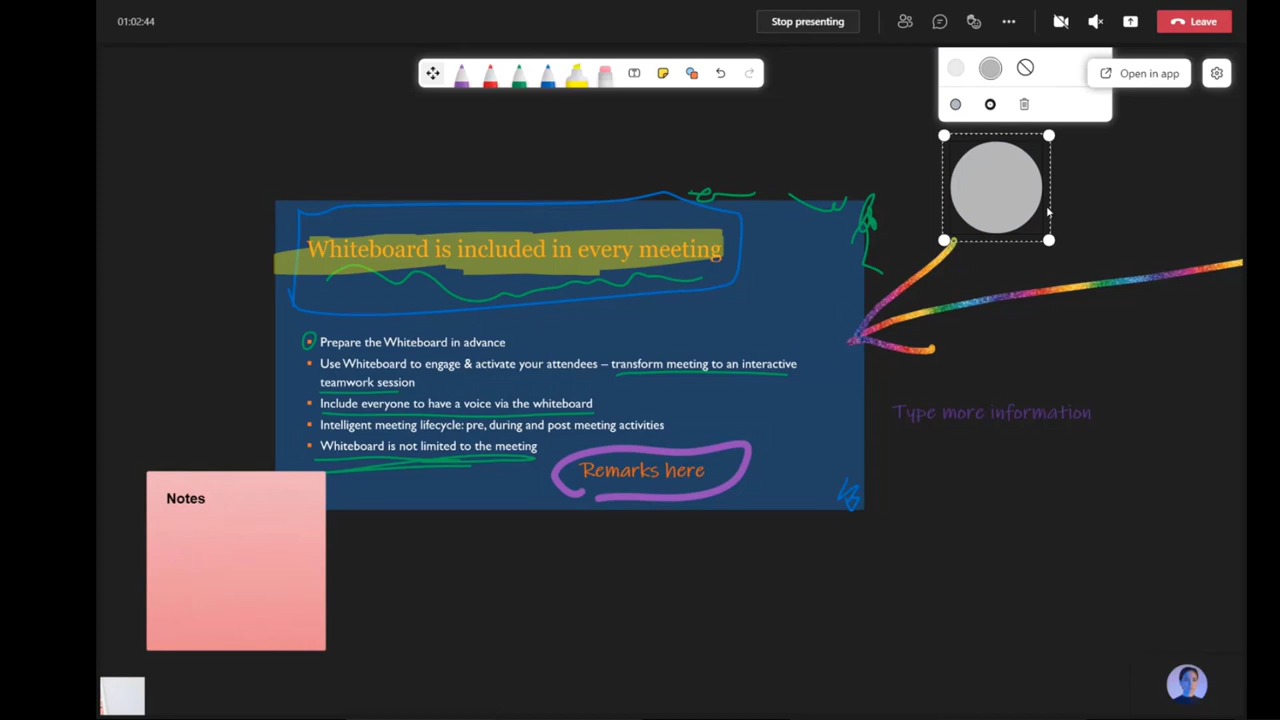 01:02:44
Stop presenting
Leave
Open in app
Whiteboard is included in every meeting
Prepare the Whiteboard in advance
Use Whiteboard to engage & activate your attendees – transform meeting to an interactive
teamwork session
Include everyone to have a voice via the whiteboard
Intelligent meeting lifecycle: pre, during and post meeting activities
Whiteboard is not limited to the meeting
Type more information
Remarks here
Notes